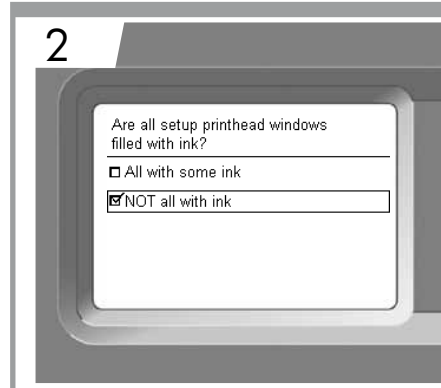 2
Are all setup printhead windows
filled with ink?
All with some ink
NOT all with ink